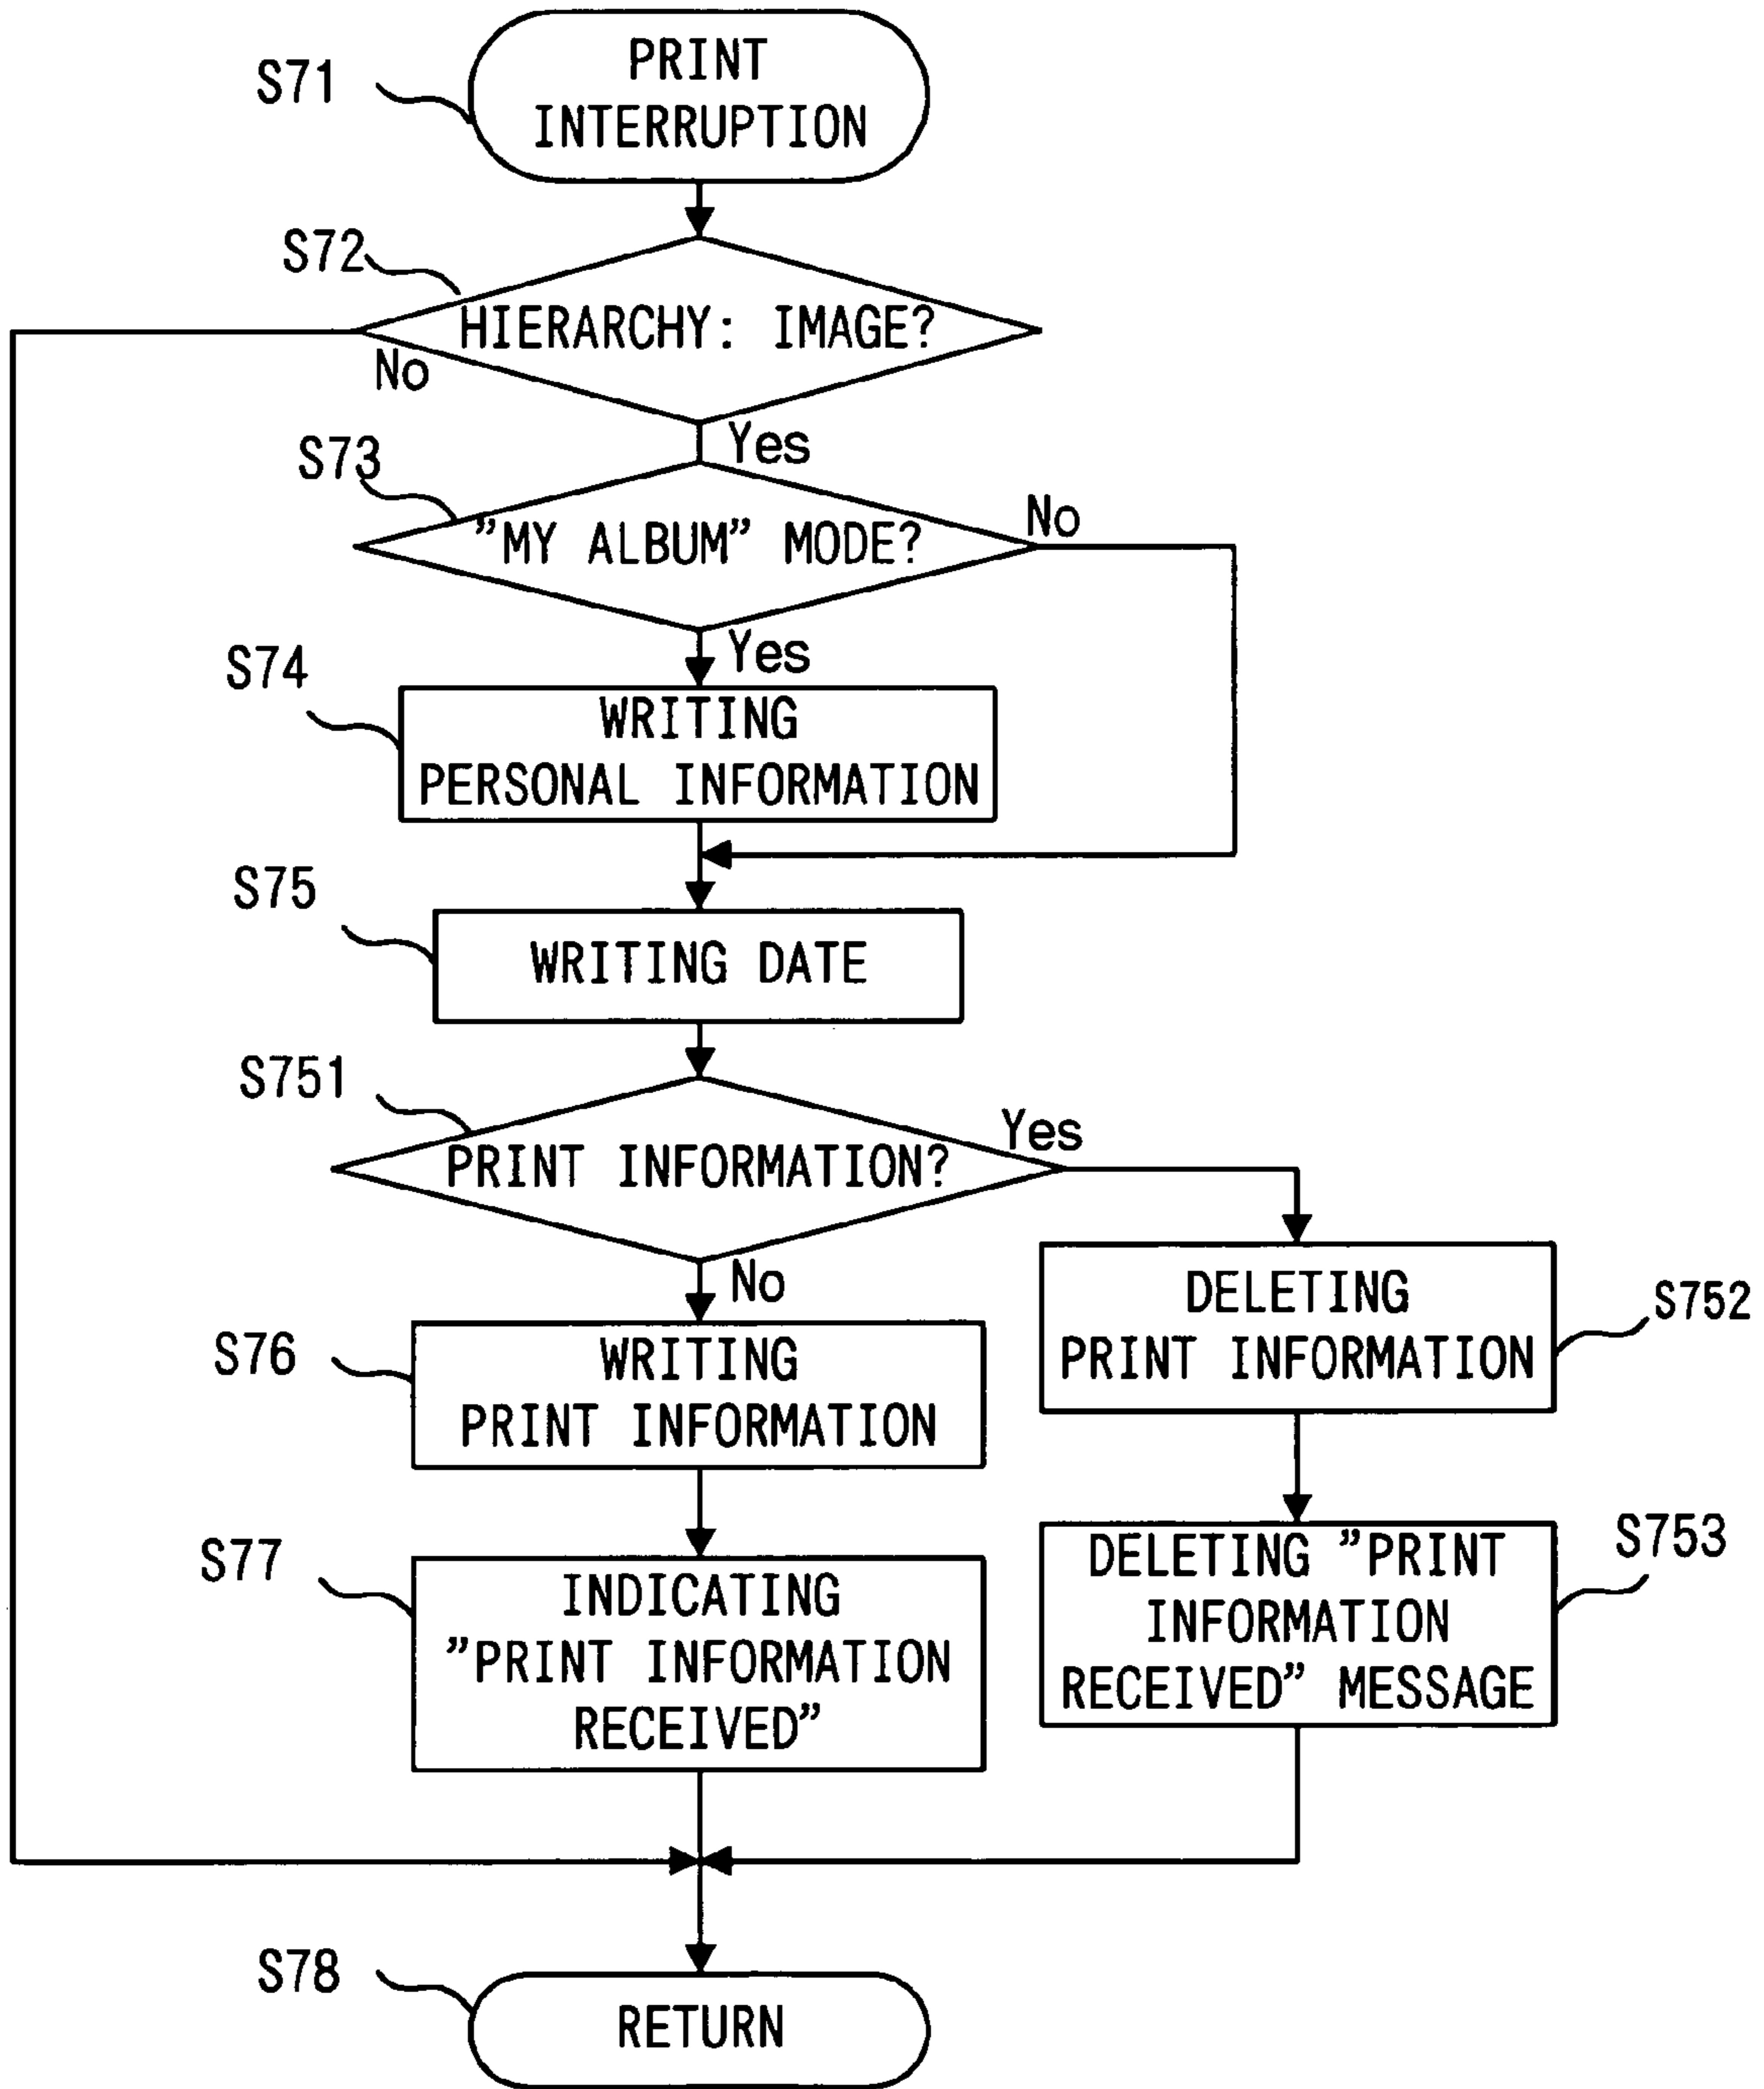 S71
PRINT
INTERRUPTION
S72
HIERARCHY: IMAGE?
No
Yes
S73
”MY ALBUM” MODE?
No
Yes
S74
WRITING
PERSONAL INFORMATION
S75
WRITING DATE
S751
PRINT INFORMATION?
Yes
No
S76
WRITING
PRINT INFORMATION
DELETING
PRINT INFORMATION
S752
S77
INDICATING
”PRINT INFORMATION
RECEIVED”
DELETING ”PRINT
INFORMATION
RECEIVED” MESSAGE
S753
S78
RETURN